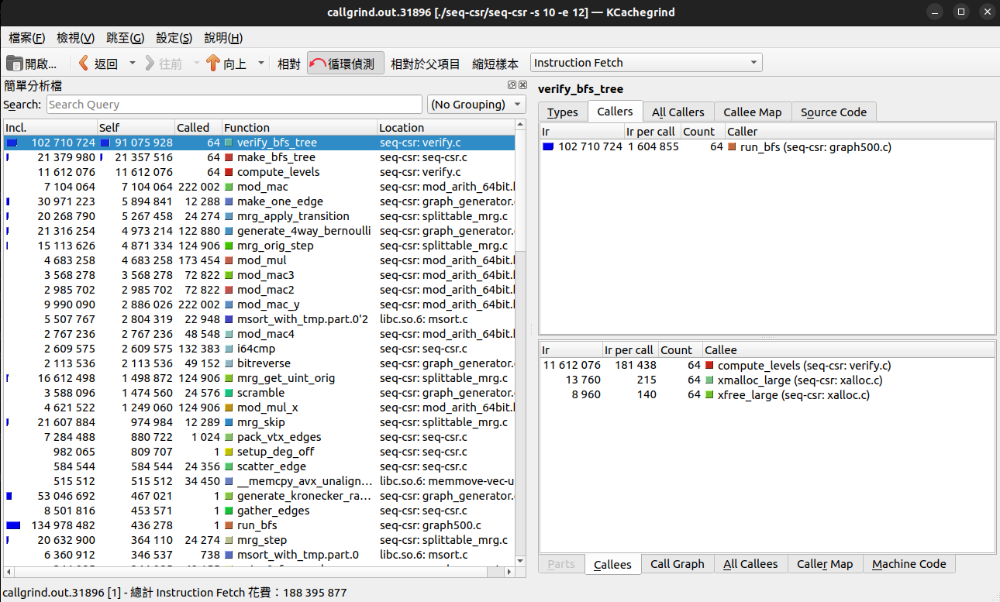 callgrind.out.31896 [./seq-csr/seq-csr -s 10 -e 12] — KCachegrind
檔案(F) 檢視(V) 跳至(G) 設定(S) 說明(H)
開啟... 返回 往前 向上 相對 循環偵測 相對於父項目 縮短樣本 Instruction Fetch
簡單分析檔
Search: Search Query (No Grouping)
Incl. Self Called Function Location
102 710 724 91 075 928 64 verify_bfs_tree seq-csr: verify.c
21 379 980 21 357 516 64 make_bfs_tree seq-csr: seq-csr.c
11 612 076 11 612 076 64 compute_levels seq-csr: verify.c
7 104 064 7 104 064 222 002 mod_mac seq-csr: mod_arith_64bit.
30 971 223 5 894 841 12 288 make_one_edge seq-csr: graph_generator.
20 268 790 5 267 458 24 274 mrg_apply_transition seq-csr: splittable_mrg.c
21 316 254 4 973 214 122 880 generate_4way_bernoulli seq-csr: graph_generator.
15 113 626 4 871 334 124 906 mrg_orig_step seq-csr: splittable_mrg.c
4 683 258 4 683 258 173 454 mod_mul seq-csr: mod_arith_64bit.
3 568 278 3 568 278 72 822 mod_mac3 seq-csr: mod_arith_64bit.
2 985 702 2 985 702 72 822 mod_mac2 seq-csr: mod_arith_64bit.
9 990 090 2 886 026 222 002 mod_mac_y seq-csr: mod_arith_64bit.
5 507 767 2 804 319 22 948 msort_with_tmp.part.0'2 libc.so.6: msort.c
2 767 236 2 767 236 48 548 mod_mac4 seq-csr: mod_arith_64bit.
2 609 575 2 609 575 132 383 i64cmp seq-csr: seq-csr.c
2 113 536 2 113 536 49 152 bitreverse seq-csr: graph_generator.
16 612 498 1 498 872 124 906 mrg_get_uint_orig seq-csr: splittable_mrg.c
3 588 096 1 474 560 24 576 scramble seq-csr: graph_generator.
4 621 522 1 249 060 124 906 mod_mul_x seq-csr: mod_arith_64bit.
21 607 884 974 984 12 289 mrg_skip seq-csr: splittable_mrg.c
7 284 488 880 722 1 024 pack_vtx_edges seq-csr: seq-csr.c
982 065 809 707 1 setup_deg_off seq-csr: seq-csr.c
584 544 584 544 24 356 scatter_edge seq-csr: seq-csr.c
515 512 515 512 34 450 __memcpy_avx_unalign... libc.so.6: memmove-vec-u
53 046 692 467 021 1 generate_kronecker_ra... seq-csr: graph_generator.
8 501 816 453 571 1 gather_edges seq-csr: seq-csr.c
134 978 482 436 278 1 run_bfs seq-csr: graph500.c
20 632 900 364 110 24 274 mrg_step seq-csr: splittable_mrg.c
6 360 912 346 537 738 msort_with_tmp.part.0 libc.so.6: msort.c
verify_bfs_tree
Types Callers All Callers Callee Map Source Code
Ir Ir per call Count Caller
102 710 724 1 604 855 64 run_bfs (seq-csr: graph500.c)
Ir Ir per call Count Callee
11 612 076 181 438 64 compute_levels (seq-csr: verify.c)
13 760 215 64 xmalloc_large (seq-csr: xalloc.c)
8 960 140 64 xfree_large (seq-csr: xalloc.c)
Parts Callees Call Graph All Callees Caller Map Machine Code
callgrind.out.31896 [1] - 總計 Instruction Fetch 花費：188 395 877